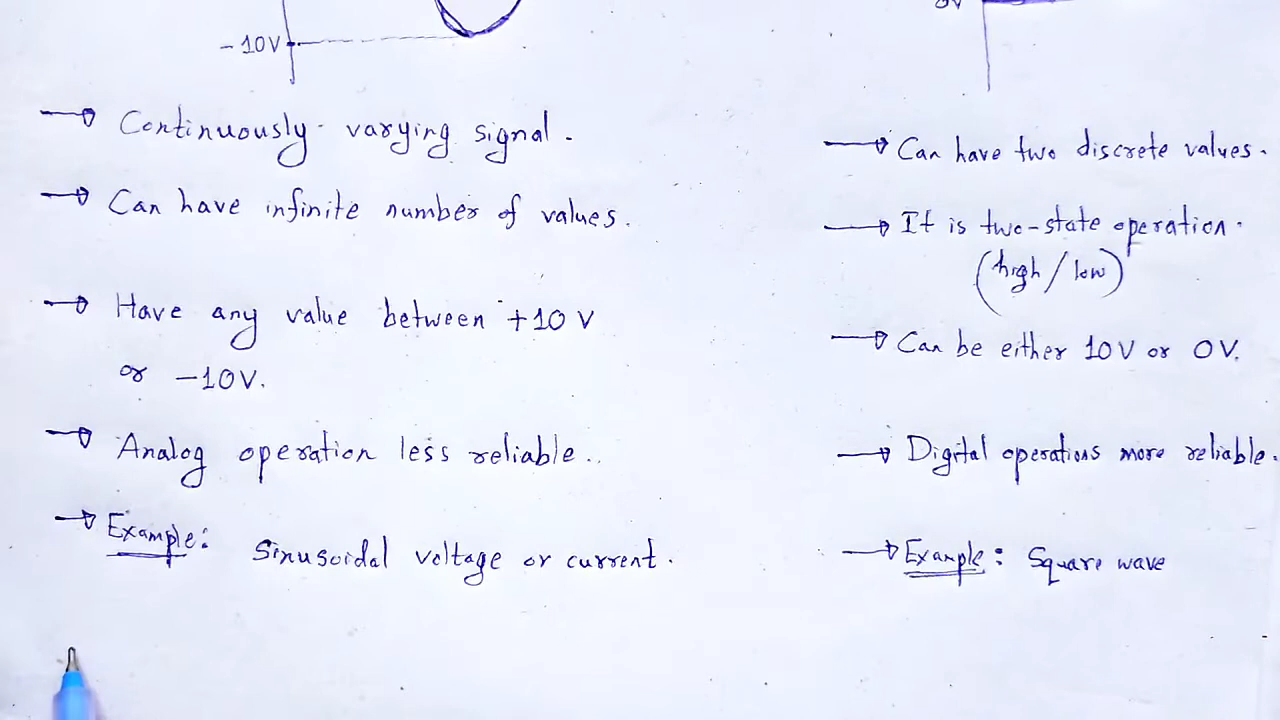 -10V
→ Continuously varying signal.
→ Can have infinite number of values.
→ Have any value between +10 V
or -10V.
→ Analog operation less reliable..
→ Example: Sinusoidal voltage or current.
0V
→ Can have two discrete values.
→ It is two-state operation.
(high/low)
→ Can be either 10V or 0V.
→ Digital operations more reliable.
→ Example: Square wave